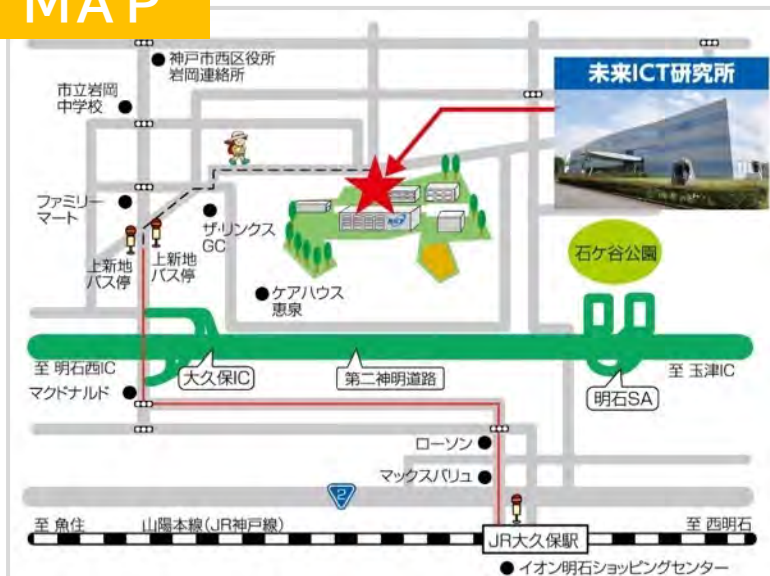 MAP
神戸市西区役所
岩岡連絡所
市立岩岡
中学校
未来ICT研究所
ファミリー
マート
ザ・リンクス
GC
上新地
バス停
上新地
バス停
石ケ谷公園
ケアハウス
恵泉
至 明石西IC
大久保IC
第二神明道路
明石SA
至 玉津IC
マクドナルド
ローソン
マックスバリュ
2
至 魚住
山陽本線(JR神戸線)
JR大久保駅
至 西明石
イオン明石ショッピングセンター